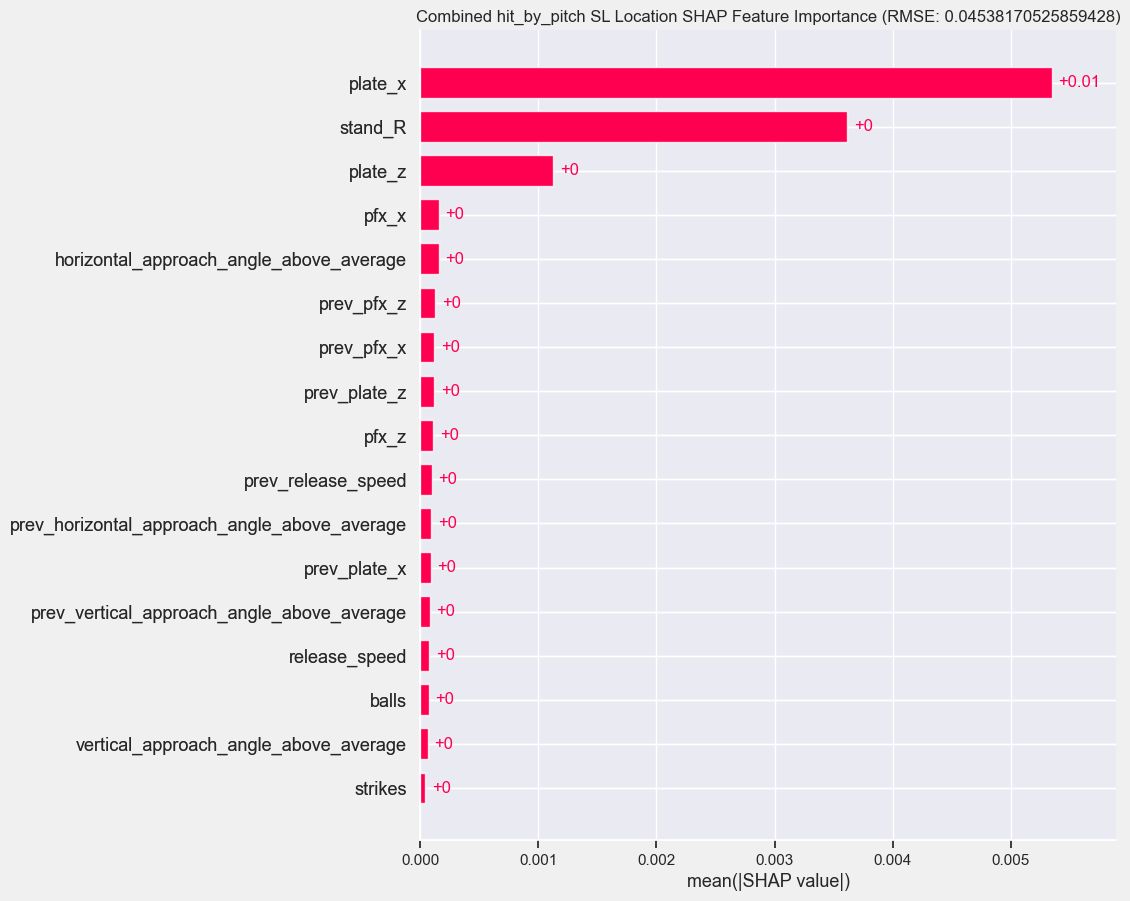 Combined hit_by_pitch SL Location SHAP Feature Importance (RMSE: 0.04538170525859428)
plate_x +0.01
stand_R +0
plate_z +0
pfx_x +0
horizontal_approach_angle_above_average +0
prev_pfx_z +0
prev_pfx_x +0
prev_plate_z +0
pfx_z +0
prev_release_speed +0
prev_horizontal_approach_angle_above_average +0
prev_plate_x +0
prev_vertical_approach_angle_above_average +0
release_speed +0
balls +0
vertical_approach_angle_above_average +0
strikes +0
0.000 0.001 0.002 0.003 0.004 0.005
mean(|SHAP value|)